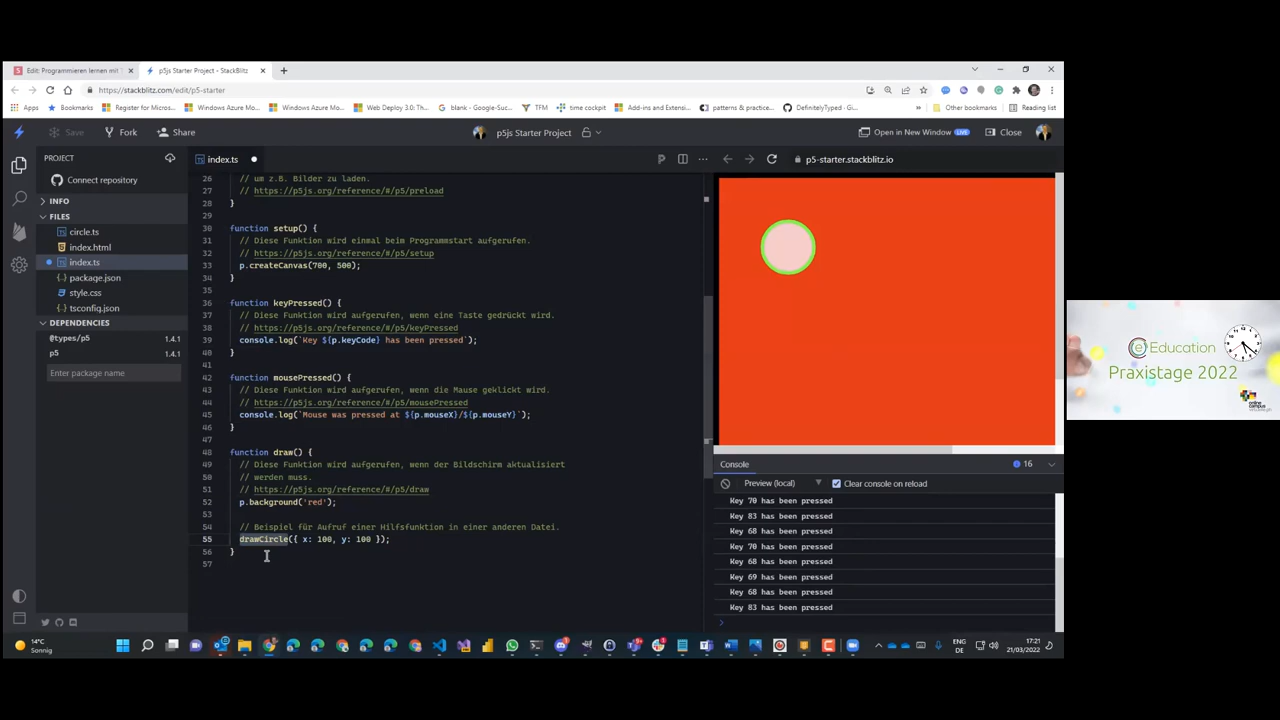 Edit: Programmieren lernen mit
p5js Starter Project - StackBlitz
https://stackblitz.com/edit/p5-starter
Apps
Bookmarks
Register for Micros...
Windows Azure Mo...
Windows Azure Mo...
Web Deploy 3.0: Th...
blank - Google-Suc...
TFM
time cockpit
Add-ins and Extensi...
patterns & practice...
DefinitelyTyped · Gi...
»
Other bookmarks
Reading list
Save
Fork
Share
p5js Starter Project
Open in New Window LIVE
Close
PROJECT
Connect repository
INFO
FILES
circle.ts
index.html
index.ts
package.json
style.css
tsconfig.json
DEPENDENCIES
@types/p5 1.4.1
p5 1.4.1
Enter package name
TS index.ts
26 // um z.B. Bilder zu laden.
27 // https://p5js.org/reference/#/p5/preload
28 }
29
30 function setup() {
31 // Diese Funktion wird einmal beim Programmstart aufgerufen.
32 // https://p5js.org/reference/#/p5/setup
33 p.createCanvas(700, 500);
34 }
35
36 function keyPressed() {
37 // Diese Funktion wird aufgerufen, wenn eine Taste gedrückt wird.
38 // https://p5js.org/reference/#/p5/keyPressed
39 console.log(`Key ${p.keyCode} has been pressed`);
40 }
41
42 function mousePressed() {
43 // Diese Funktion wird aufgerufen, wenn die Mause geklickt wird.
44 // https://p5js.org/reference/#/p5/mousePressed
45 console.log(`Mouse was pressed at ${p.mouseX}/${p.mouseY}`);
46 }
47
48 function draw() {
49 // Diese Funktion wird aufgerufen, wenn der Bildschirm aktualisiert
50 // werden muss.
51 // https://p5js.org/reference/#/p5/draw
52 p.background('red');
53
54 // Beispiel für Aufruf einer Hilfsfunktion in einer anderen Datei.
55 drawCircle({ x: 100, y: 100 });
56 }
57
p5-starter.stackblitz.io
Console
16
Preview (local)
Clear console on reload
Key 70 has been pressed
Key 83 has been pressed
Key 68 has been pressed
Key 70 has been pressed
Key 68 has been pressed
Key 69 has been pressed
Key 68 has been pressed
Key 83 has been pressed
14°C
Sonnig
ENG
DE
17:21
21/03/2022
eEducation
Praxistage 2022